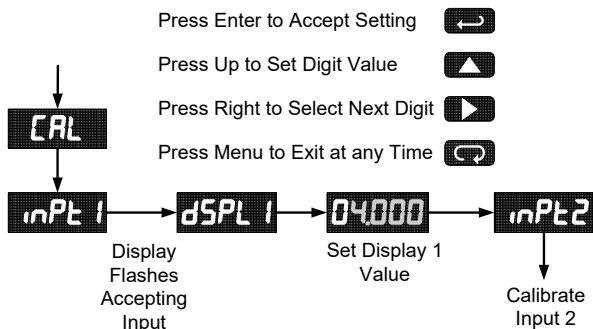 Press Enter to Accept Setting
Press Up to Set Digit Value
Press Right to Select Next Digit
CAL
Press Menu to Exit at any Time
inPt 1
dSPL 1
04.000
inPt2
Display
Flashes
Accepting
Input
Set Display 1
Value
Calibrate
Input 2